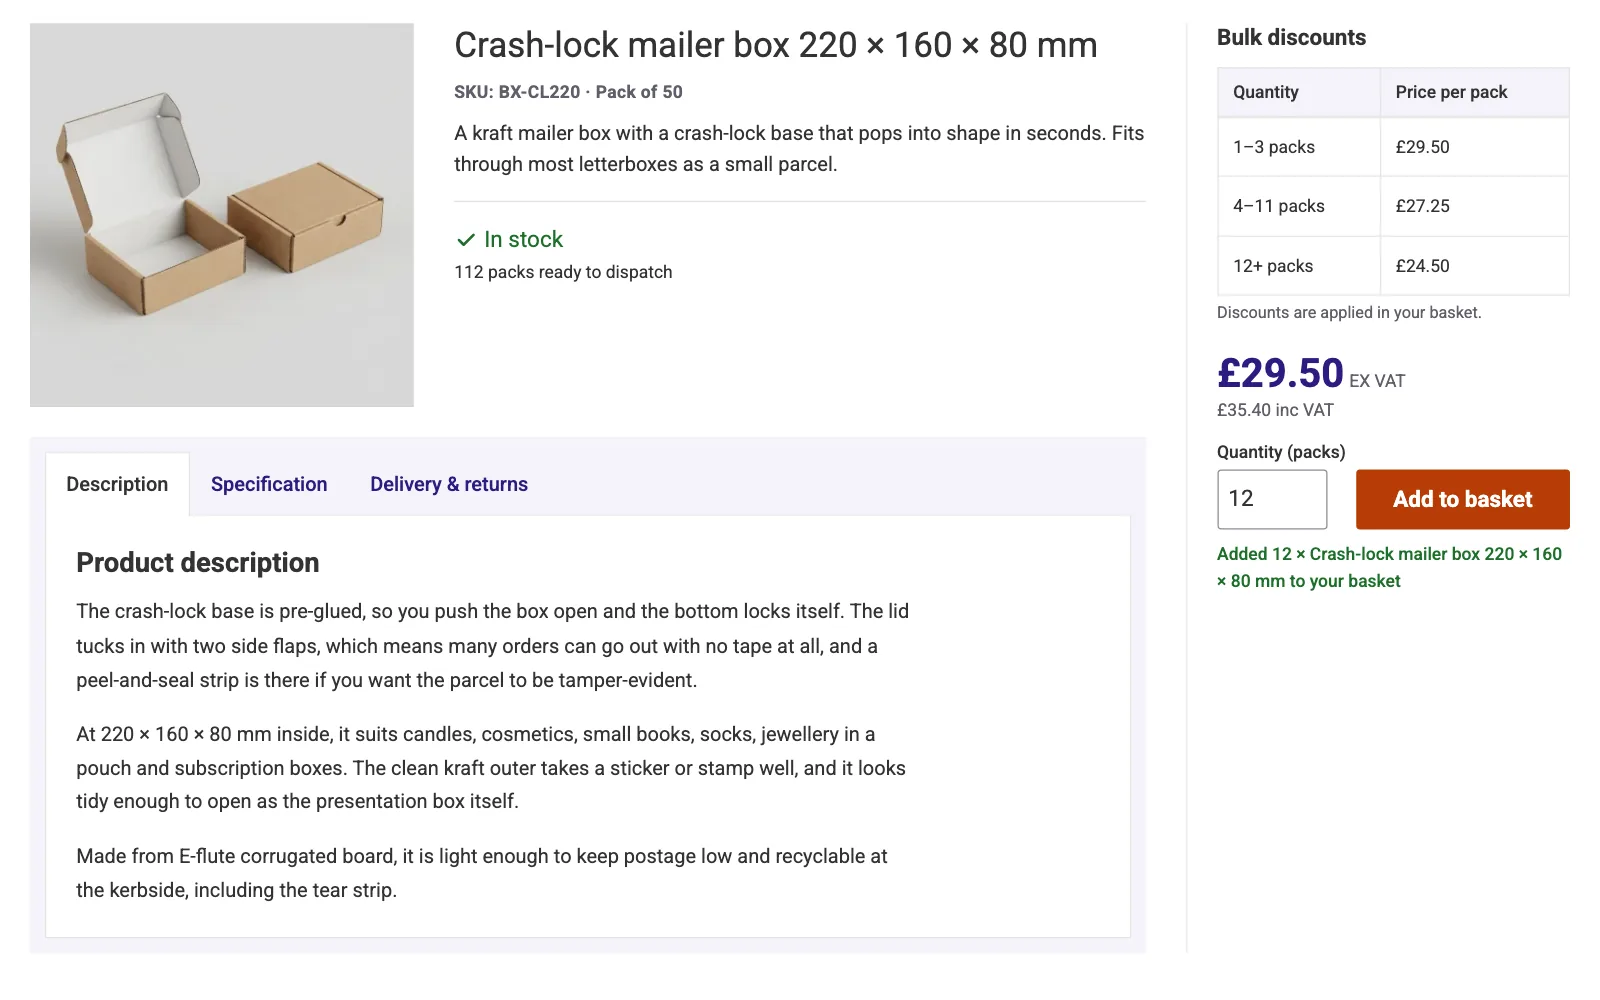 Crash-lock mailer box 220 × 160 × 80 mm
SKU: BX-CL220 · Pack of 50
A kraft mailer box with a crash-lock base that pops into shape in seconds. Fits
through most letterboxes as a small parcel.
In stock
112 packs ready to dispatch
Description
Specification
Delivery & returns
Product description
The crash-lock base is pre-glued, so you push the box open and the bottom locks itself. The lid
tucks in with two side flaps, which means many orders can go out with no tape at all, and a
peel-and-seal strip is there if you want the parcel to be tamper-evident.
At 220 × 160 × 80 mm inside, it suits candles, cosmetics, small books, socks, jewellery in a
pouch and subscription boxes. The clean kraft outer takes a sticker or stamp well, and it looks
tidy enough to open as the presentation box itself.
Made from E-flute corrugated board, it is light enough to keep postage low and recyclable at
the kerbside, including the tear strip.
Bulk discounts
Quantity Price per pack
1–3 packs £29.50
4–11 packs £27.25
12+ packs £24.50
Discounts are applied in your basket.
£29.50 EX VAT
£35.40 inc VAT
Quantity (packs)
12 Add to basket
Added 12 × Crash-lock mailer box 220 × 160
× 80 mm to your basket